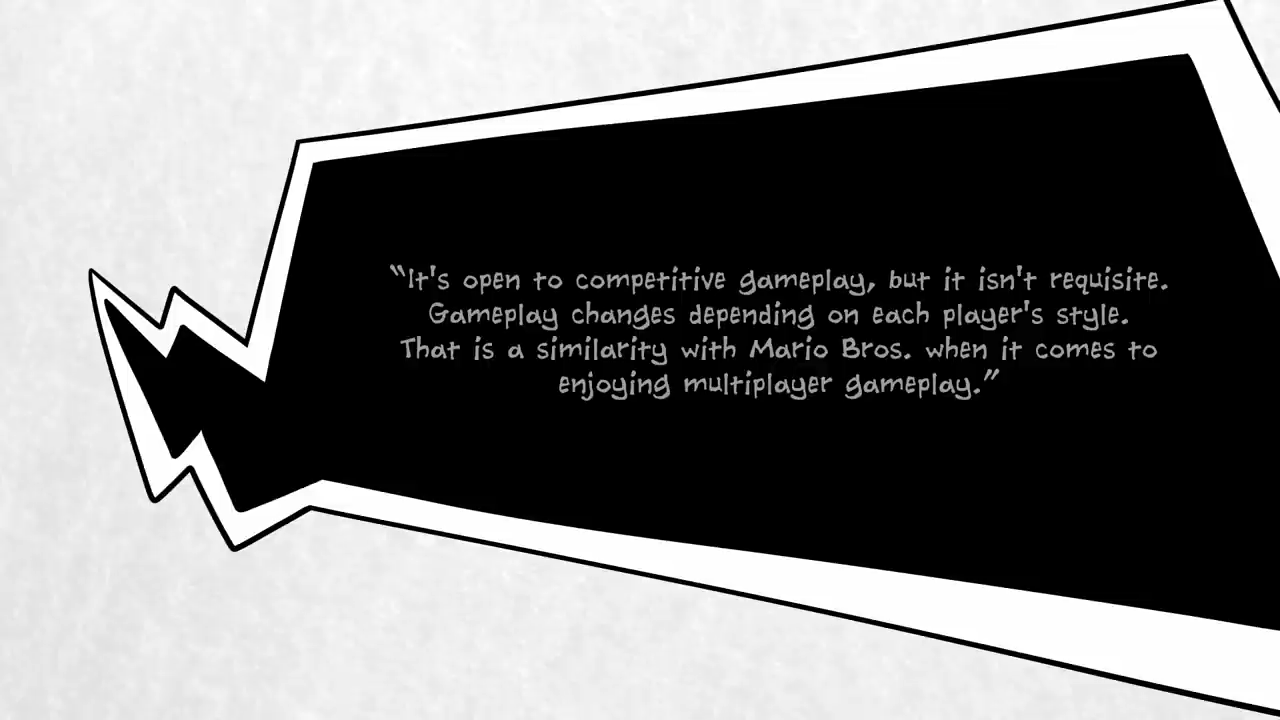 “It's open to competitive gameplay, but it isn't requisite.
Gameplay changes depending on each player's style.
That is a similarity with Mario Bros. when it comes to
enjoying multiplayer gameplay.”